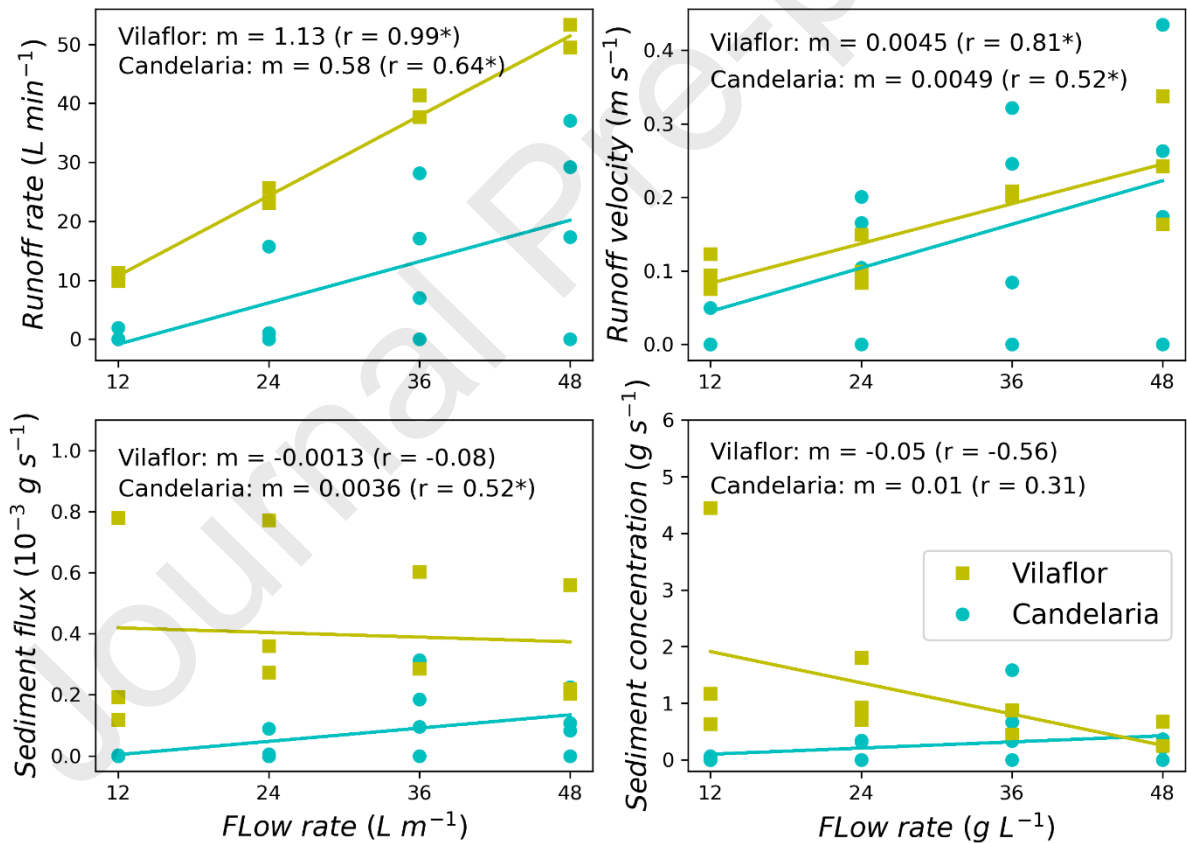 Runoff rate (L min⁻¹)
50
40
30
20
10
0
Vilaflor: m = 1.13 (r = 0.99*)
Candelaria: m = 0.58 (r = 0.64*)
12 24 36 48
Runoff velocity (m s⁻¹)
0.4
0.3
0.2
0.1
0.0
Vilaflor: m = 0.0045 (r = 0.81*)
Candelaria: m = 0.0049 (r = 0.52*)
12 24 36 48
Sediment flux (10⁻³ g s⁻¹)
1.0
0.8
0.6
0.4
0.2
0.0
Vilaflor: m = -0.0013 (r = -0.08)
Candelaria: m = 0.0036 (r = 0.52*)
12 24 36 48
FLow rate (L m⁻¹)
Sediment concentration (g s⁻¹)
6
5
4
3
2
1
0
Vilaflor: m = -0.05 (r = -0.56)
Candelaria: m = 0.01 (r = 0.31)
Vilaflor
Candelaria
12 24 36 48
FLow rate (g L⁻¹)
Journal Pre-p